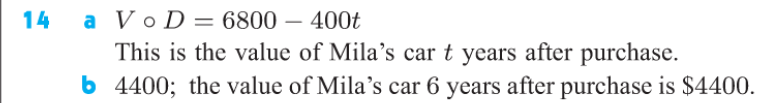 14 a V ∘ D = 6800 − 400t
This is the value of Mila's car t years after purchase.
b 4400; the value of Mila's car 6 years after purchase is $4400.